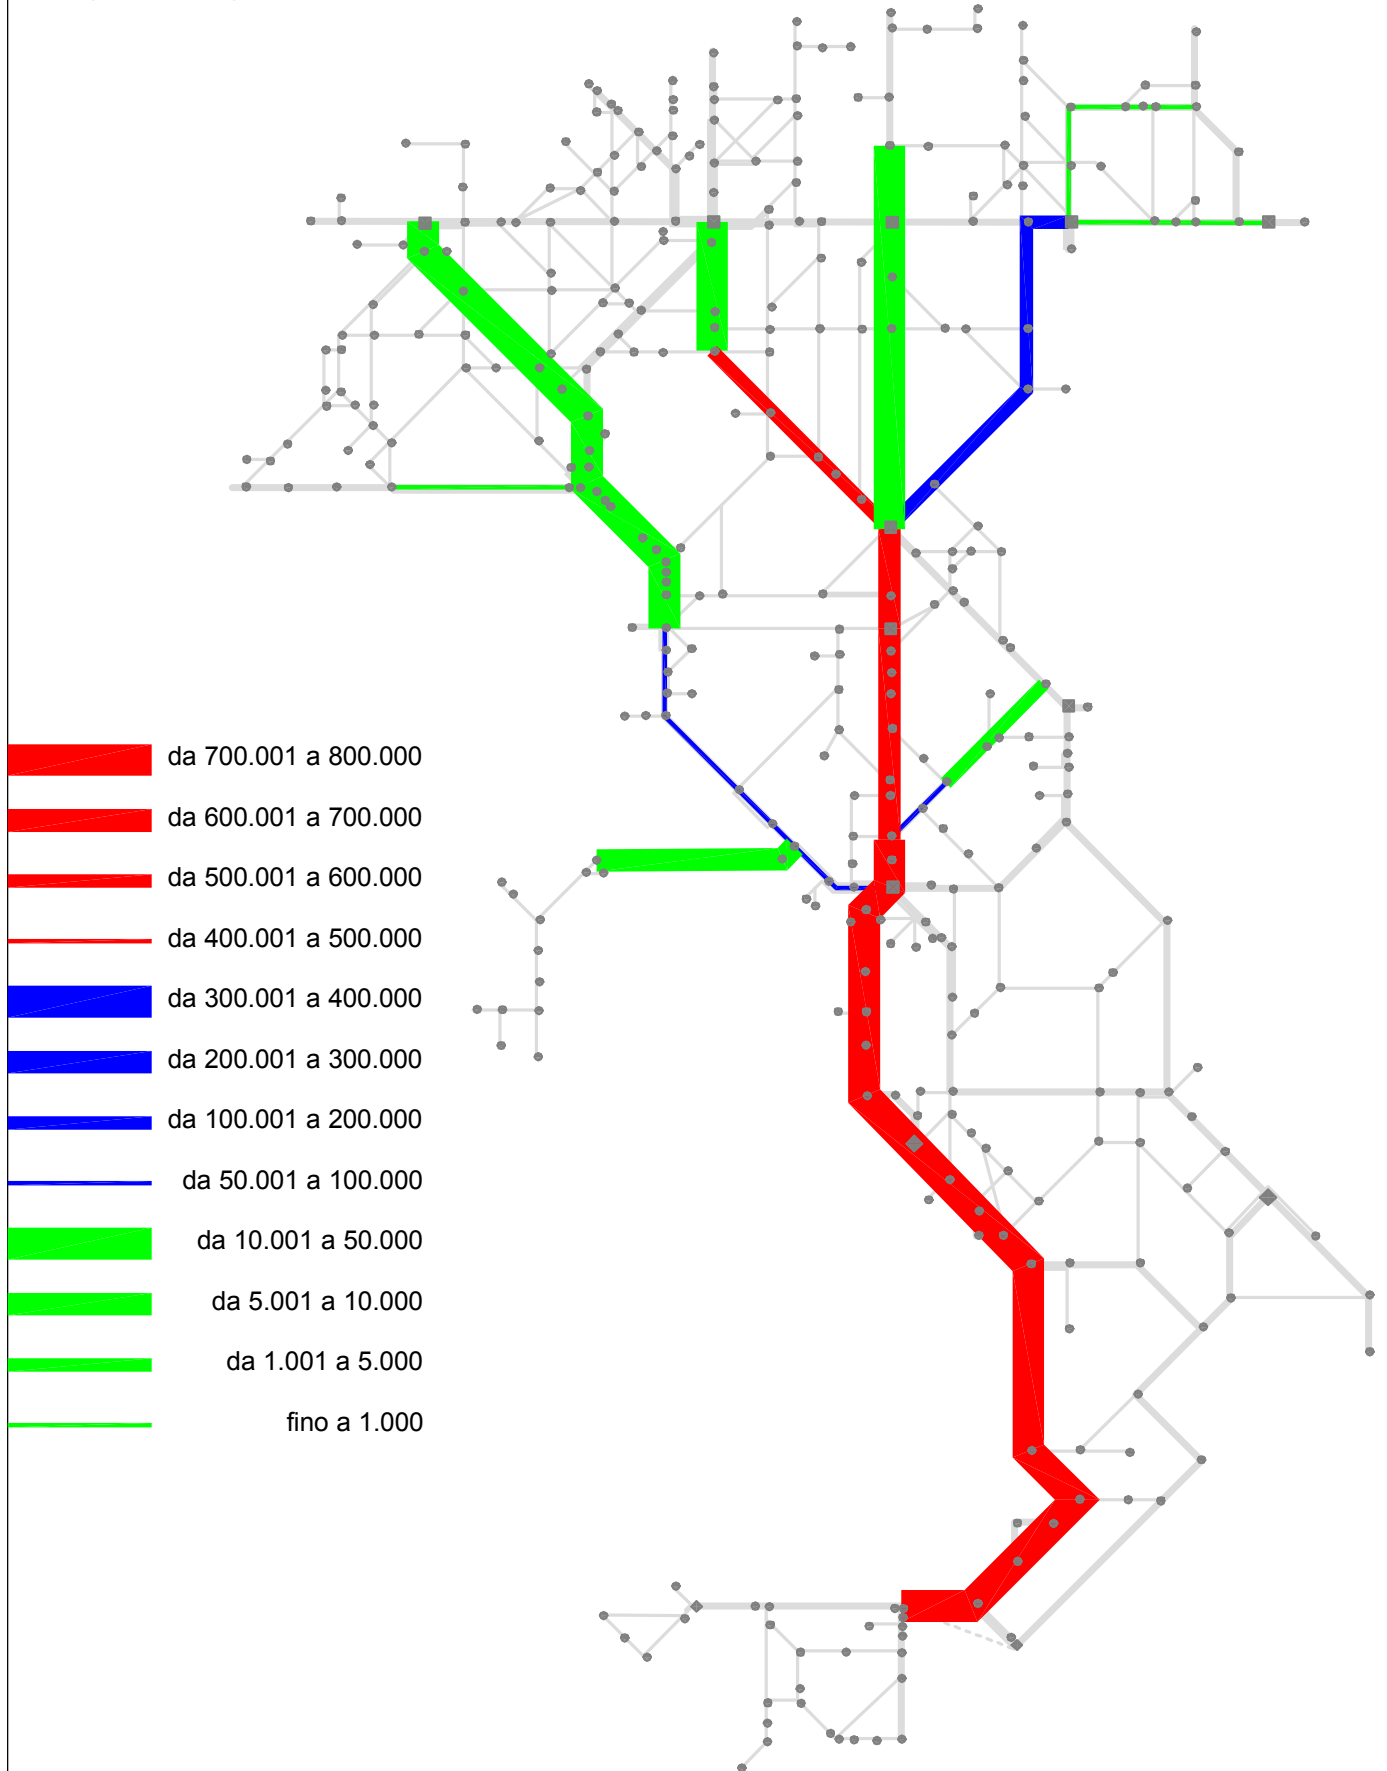 da 700.001 a 800.000
da 600.001 a 700.000
da 500.001 a 600.000
da 400.001 a 500.000
da 300.001 a 400.000
da 200.001 a 300.000
da 100.001 a 200.000
da 50.001 a 100.000
da 10.001 a 50.000
da 5.001 a 10.000
da 1.001 a 5.000
fino a 1.000